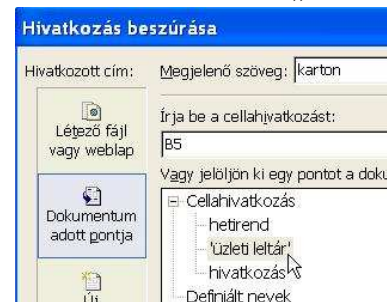 Hivatkozás beszúrása
Hivatkozott cím:
Megjelenő szöveg: karton
Létező fájl
vagy weblap
Írja be a cellahivatkozást:
B5
Vagy jelöljön ki egy pontot a doku
Dokumentum
adott pontja
Cellahivatkozás
hetirend
'üzleti leltár'
hivatkozás
Definiált nevek
Új